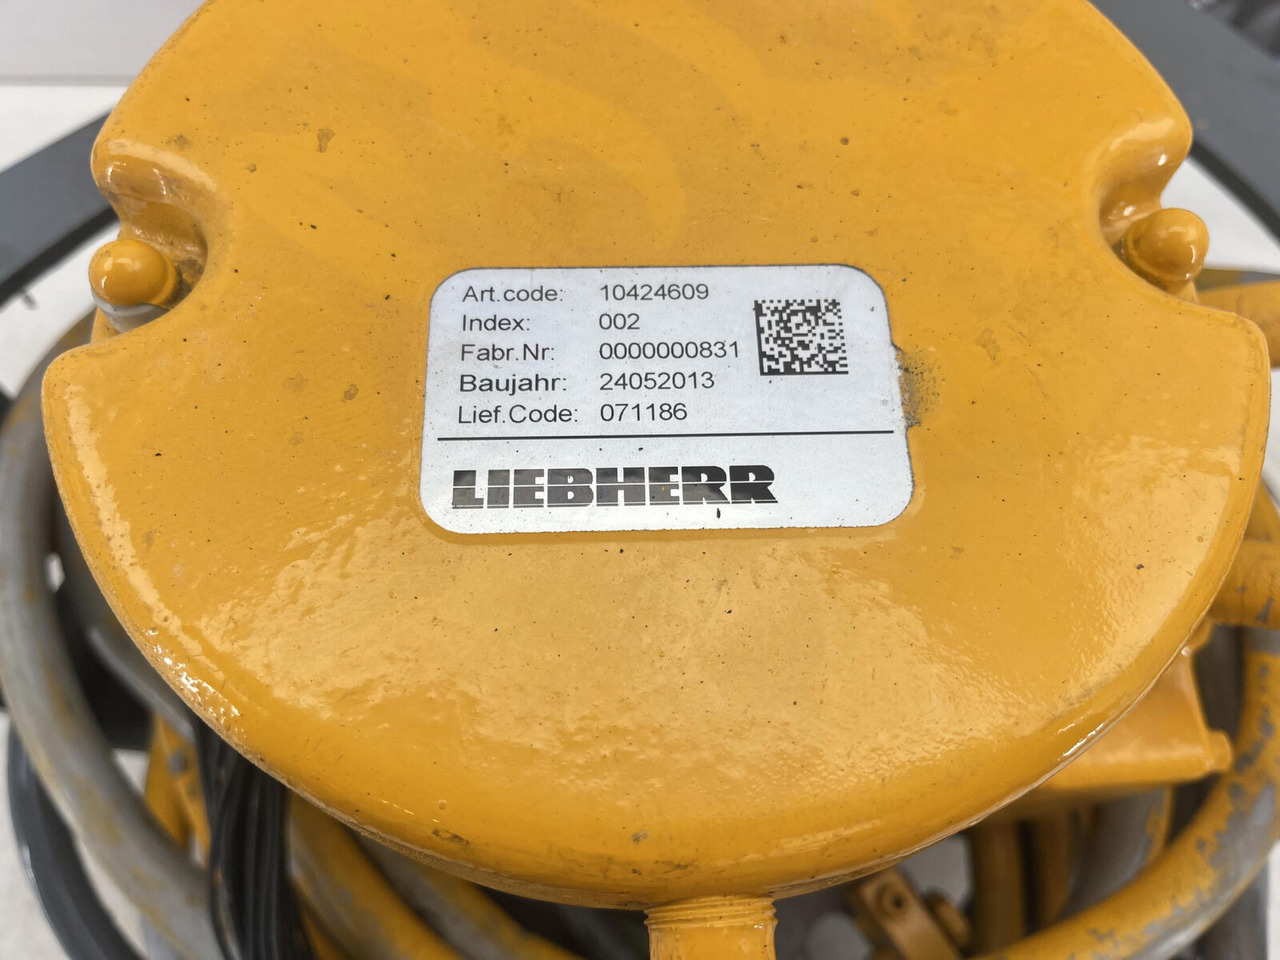 Art.code: 10424609
Index: 002
Fabr.Nr: 0000000831
Baujahr: 24052013
Lief.Code: 071186
LIEBHERR